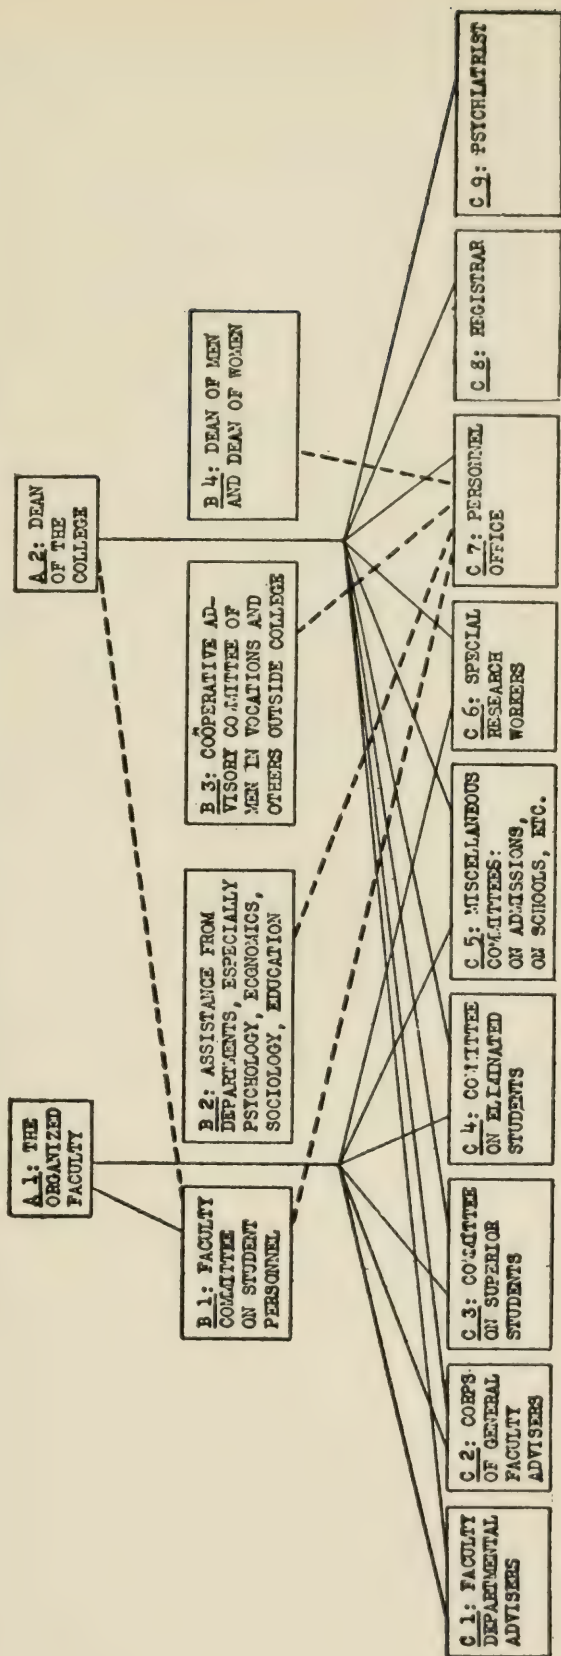 A 1: THE
ORGANIZED
FACULTY
A 2: DEAN
OF THE
COLLEGE
B 1: FACULTY
COMMITTEE
ON STUDENT
PERSONNEL
B 2: ASSISTANCE FROM
DEPARTMENTS, ESPECIALLY
PSYCHOLOGY, ECONOMICS,
SOCIOLOGY, EDUCATION
B 3: COÖPERATIVE AD-
VISORY COMMITTEE OF
MEN IN VOCATIONS AND
OTHERS OUTSIDE COLLEGE
B 4: DEAN OF MEN
AND DEAN OF WOMEN
C 1: FACULTY
DEPARTMENTAL
ADVISERS
C 2: CORPS
OF GENERAL
FACULTY
ADVISERS
C 3: COMMITTEE
ON SUPERIOR
STUDENTS
C 4: COMMITTEE
ON ELIMINATED
STUDENTS
C 5: MISCELLANEOUS
COMMITTEES:
ON ADMISSIONS,
ON SCHOOLS, ETC.
C 6: SPECIAL
RESEARCH
WORKERS
C 7: PERSONNEL
OFFICE
C 8: REGISTRAR
C 9: PSYCHIATRIST